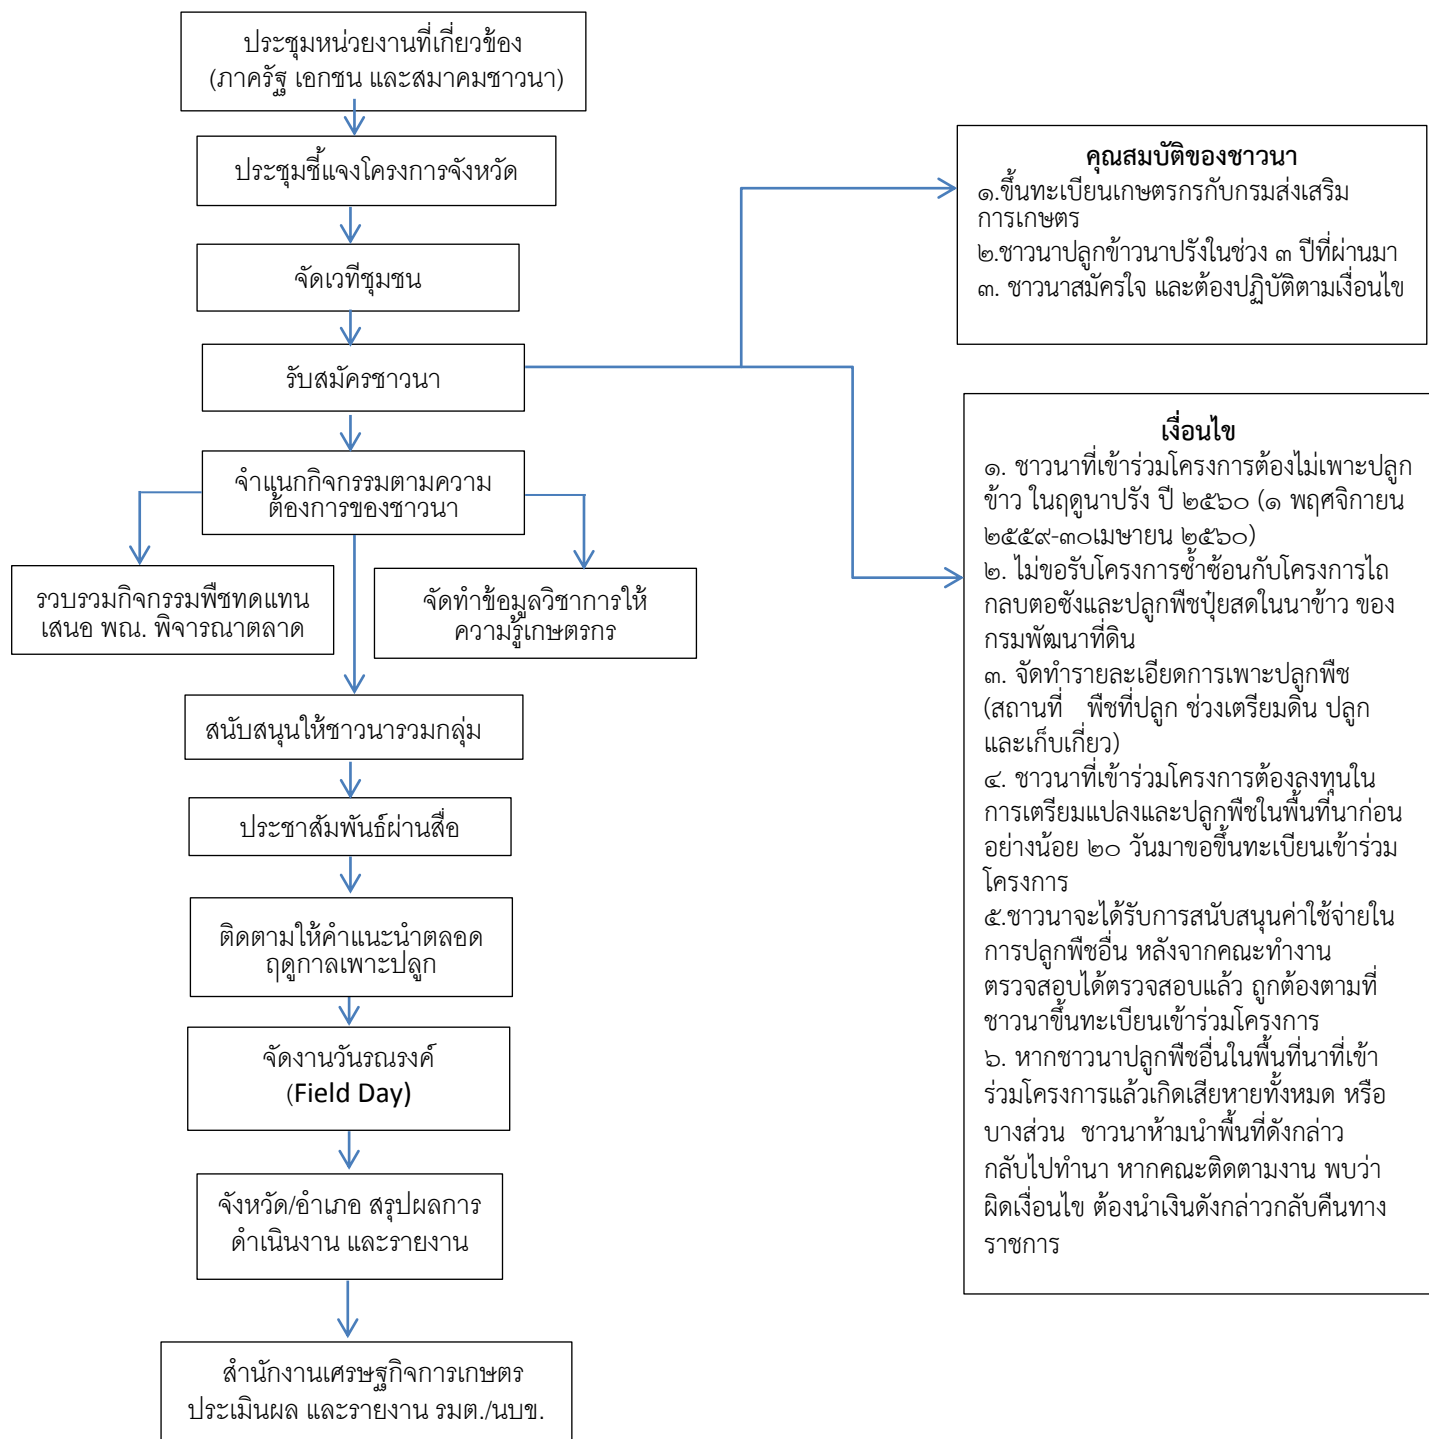 ประชุมหน่วยงานที่เกี่ยวข้อง
(ภาครัฐ เอกชน และสมาคมชาวนา)
ประชุมชี้แจงโครงการจังหวัด
จัดเวทีชุมชน
รับสมัครชาวนา
จำแนกกิจกรรมตามความ
ต้องการของชาวนา
รวบรวมกิจกรรมพืชทดแทน
เสนอ พณ. พิจารณาตลาด
จัดทำข้อมูลวิชาการให้
ความรู้เกษตรกร
สนับสนุนให้ชาวนารวมกลุ่ม
ประชาสัมพันธ์ผ่านสื่อ
ติดตามให้คำแนะนำตลอด
ฤดูกาลเพาะปลูก
จัดงานวันรณรงค์
(Field Day)
จังหวัด/อำเภอ สรุปผลการ
ดำเนินงาน และรายงาน
สำนักงานเศรษฐกิจการเกษตร
ประเมินผล และรายงาน รมต./นบข.
คุณสมบัติของชาวนา
๑.ขึ้นทะเบียนเกษตรกรกับกรมส่งเสริม
การเกษตร
๒.ชาวนาปลูกข้าวนาปรังในช่วง ๓ ปีที่ผ่านมา
๓. ชาวนาสมัครใจ และต้องปฏิบัติตามเงื่อนไข
เงื่อนไข
๑. ชาวนาที่เข้าร่วมโครงการต้องไม่เพาะปลูก
ข้าว ในฤดูนาปรัง ปี ๒๕๖๐ (๑ พฤศจิกายน
๒๕๕๙-๓๐เมษายน ๒๕๖๐)
๒. ไม่ขอรับโครงการซ้ำซ้อนกับโครงการไถ
กลบตอซังและปลูกพืชปุ๋ยสดในนาข้าว ของ
กรมพัฒนาที่ดิน
๓. จัดทำรายละเอียดการเพาะปลูกพืช
(สถานที่ พืชที่ปลูก ช่วงเตรียมดิน ปลูก
และเก็บเกี่ยว)
๔. ชาวนาที่เข้าร่วมโครงการต้องลงทุนใน
การเตรียมแปลงและปลูกพืชในพื้นที่นาก่อน
อย่างน้อย ๒๐ วันมาขอขึ้นทะเบียนเข้าร่วม
โครงการ
๕.ชาวนาจะได้รับการสนับสนุนค่าใช้จ่ายใน
การปลูกพืชอื่น หลังจากคณะทำงาน
ตรวจสอบได้ตรวจสอบแล้ว ถูกต้องตามที่
ชาวนาขึ้นทะเบียนเข้าร่วมโครงการ
๖. หากชาวนาปลูกพืชอื่นในพื้นที่นาที่เข้า
ร่วมโครงการแล้วเกิดเสียหายทั้งหมด หรือ
บางส่วน ชาวนาห้ามนำพื้นที่ดังกล่าว
กลับไปทำนา หากคณะติดตามงาน พบว่า
ผิดเงื่อนไข ต้องนำเงินดังกล่าวกลับคืนทาง
ราชการ